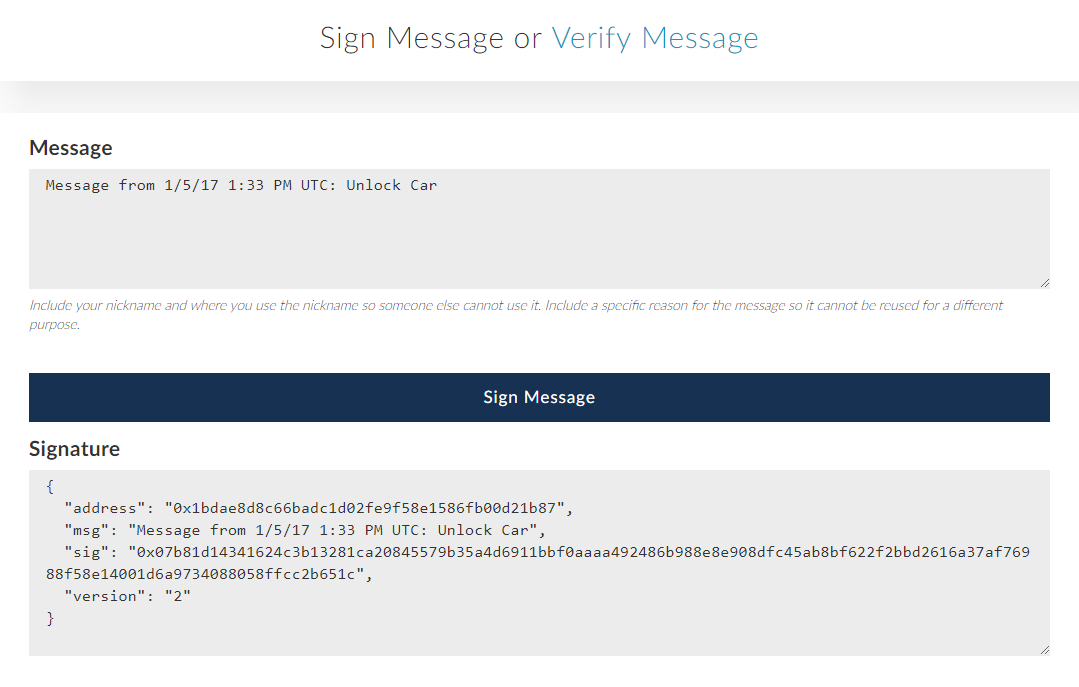 Sign Message or Verify Message
Message
Message from 1/5/17 1:33 PM UTC: Unlock Car
Include your nickname and where you use the nickname so someone else cannot use it. Include a specific reason for the message so it cannot be reused for a different
purpose.
Sign Message
Signature
{
"address": "0x1bdae8d8c66badc1d02fe9f58e1586fb00d21b87",
"msg": "Message from 1/5/17 1:33 PM UTC: Unlock Car",
"sig": "0x07b81d14341624c3b13281ca20845579b35a4d6911bbf0aaaa492486b988e8e908dfc45ab8bf622f2bbd2616a37af769
88f58e14001d6a9734088058ffcc2b651c",
"version": "2"
}